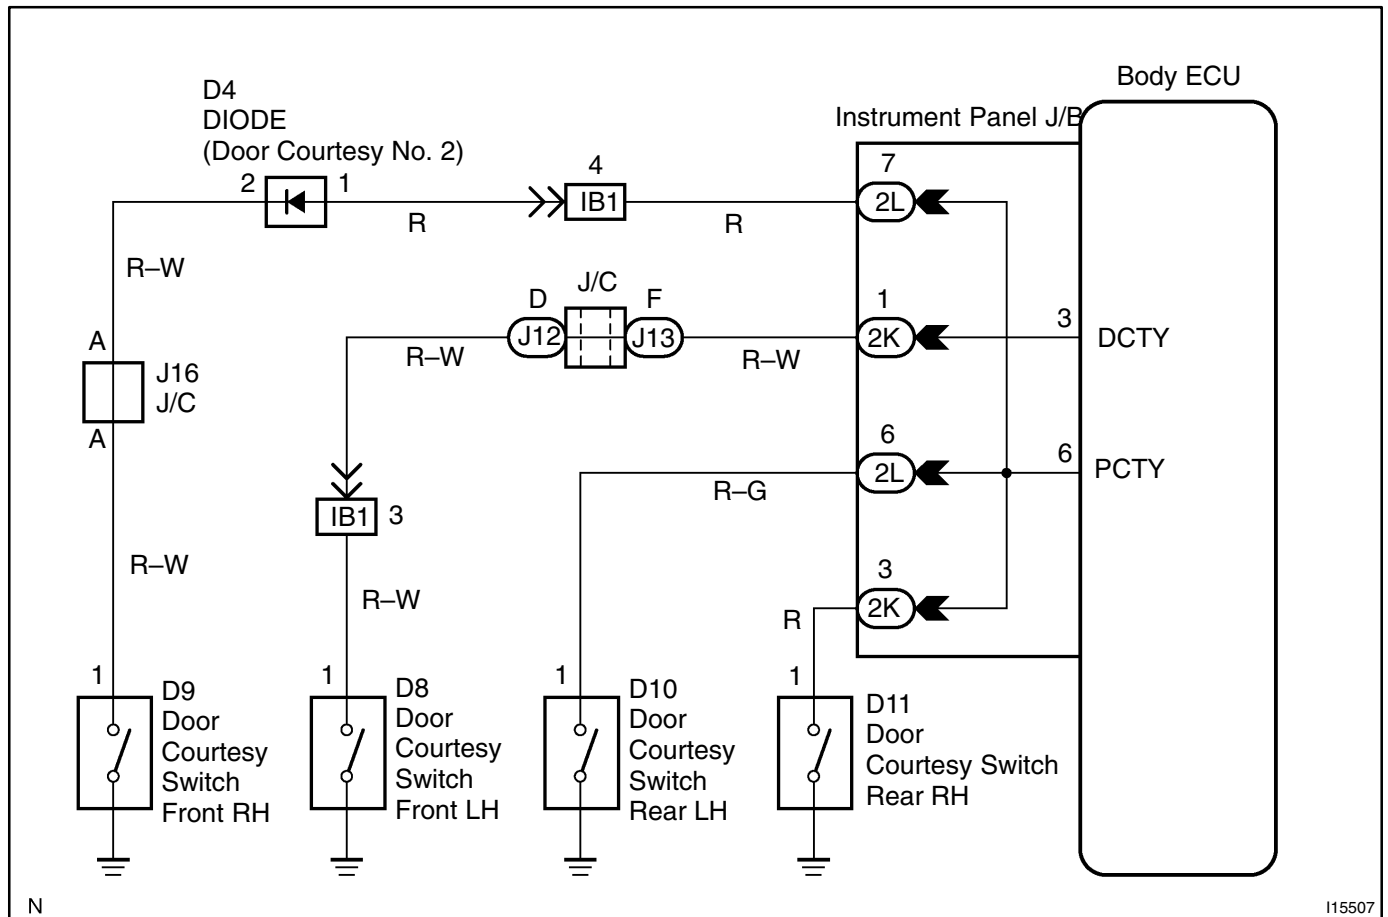 Body ECU
D4
DIODE
(Door Courtesy No. 2)
Instrument Panel J/B
2
1
4
7
IB1
2L
R
R
R–W
J/C
D
F
1
3
J12
J13
2K
DCTY
R–W
R–W
A
J16
J/C
A
6
6
2L
PCTY
R–G
IB1
3
R–W
R–W
3
2K
R
1
D9
Door
Courtesy
Switch
Front RH
1
D8
Door
Courtesy
Switch
Front LH
1
D10
Door
Courtesy
Switch
Rear LH
1
D11
Door
Courtesy Switch
Rear RH
N
I15507